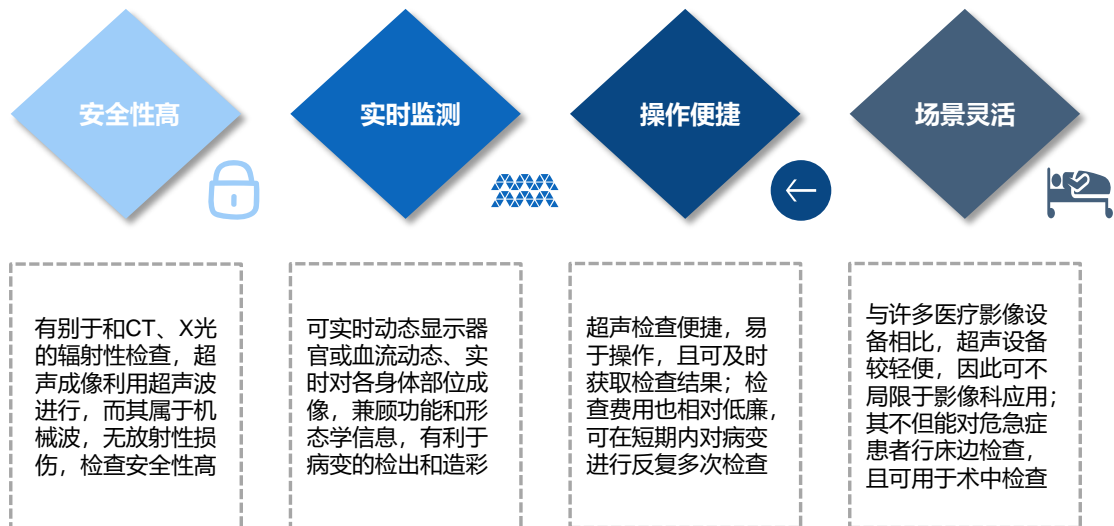 安全性高
实时监测
操作便捷
场景灵活
有别于和CT、X光
的辐射性检查，超
声成像利用超声波
进行，而其属于机
械波，无放射性损
伤，检查安全性高
可实时动态显示器
官或血流动态、实
时对各身体部位成
像，兼顾功能和形
态学信息，有利于
病变的检出和造彩
超声检查便捷，易
于操作，且可及时
获取检查结果；检
查费用也相对低廉，
可在短期内对病变
进行反复多次检查
与许多医疗影像设
备相比，超声设备
较轻便，因此可不
局限于影像科应用；
其不但能对危急症
患者行床边检查，
且可用于术中检查